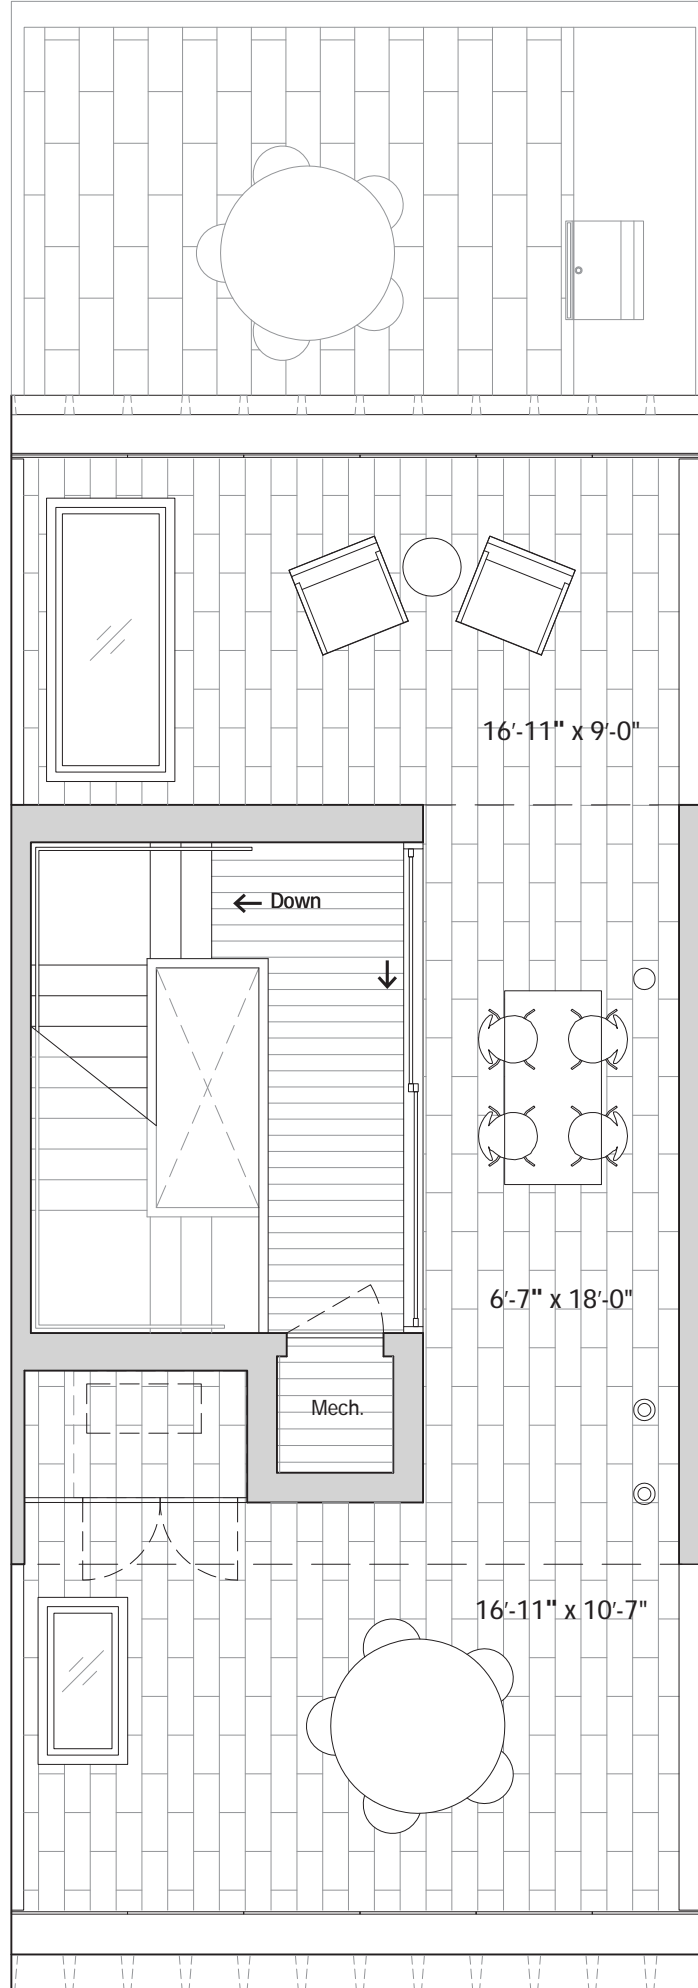 16'-11" x 9'-0"
← Down
6'-7" x 18'-0"
Mech.
16'-11" x 10'-7"